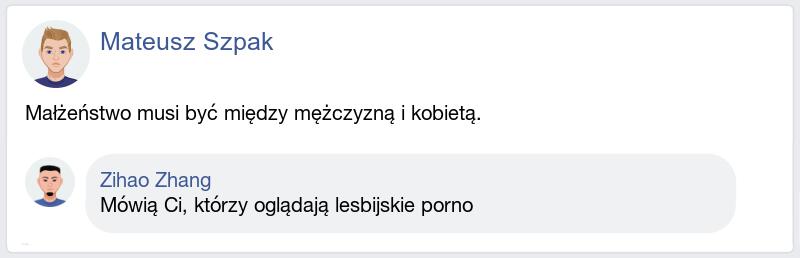 Mateusz Szpak
Małżeństwo musi być między mężczyzną i kobietą.
Zihao Zhang
Mówią Ci, którzy oglądają lesbijskie porno